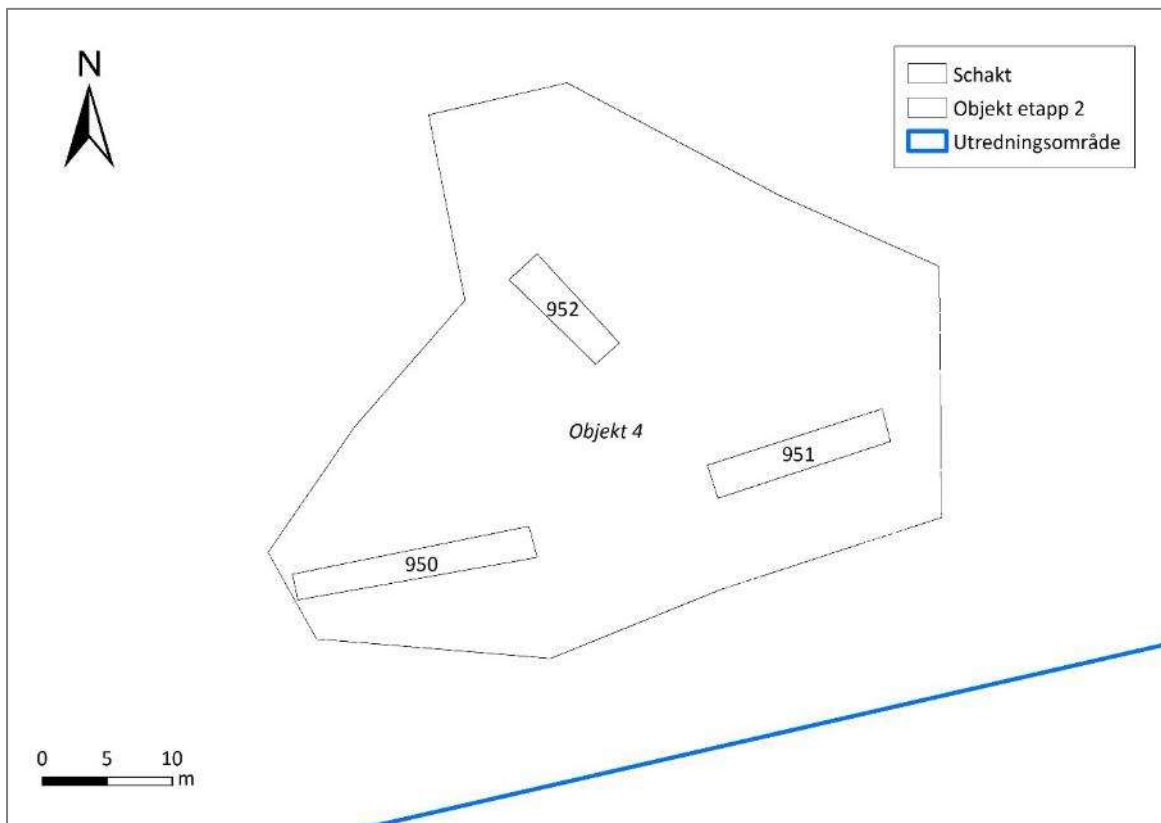 N
Schakt
Objekt etapp 2
Utredningsområde
952
Objekt 4
951
950
0 5 10
m